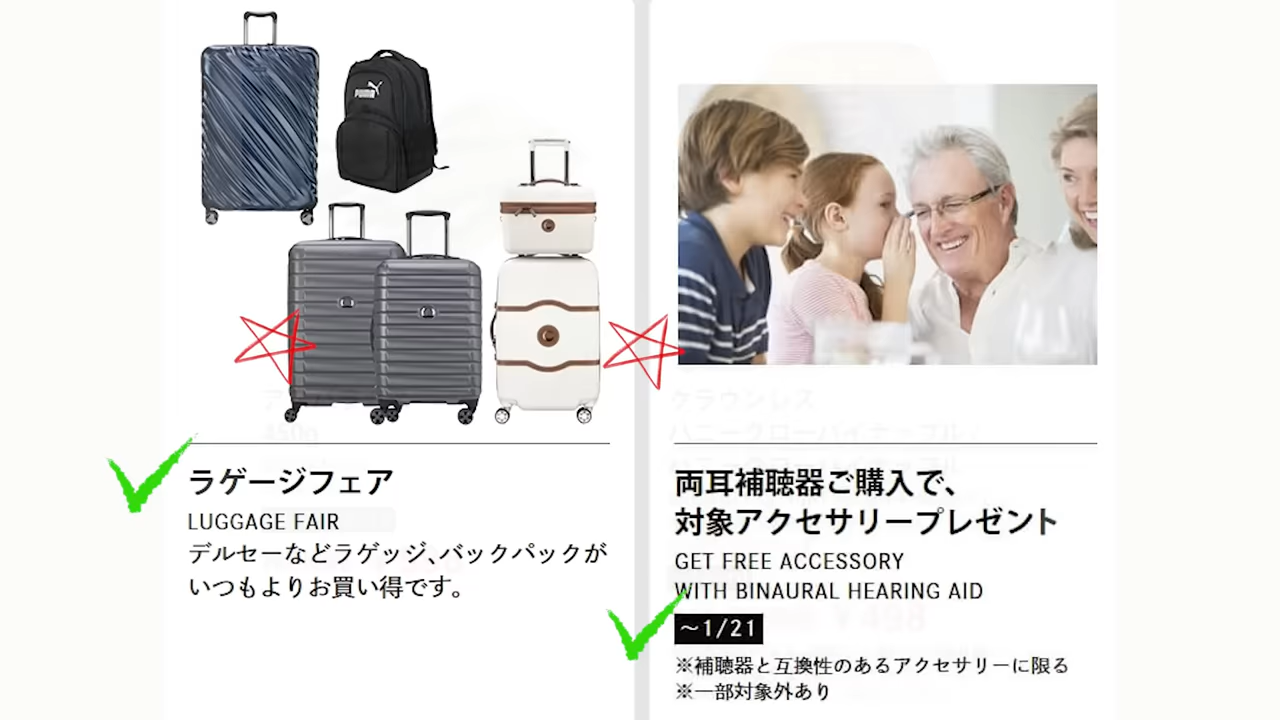 PUMA
ラゲージフェア
LUGGAGE FAIR
デルセーなどラゲッジ、バックパックが
いつもよりお買い得です。
両耳補聴器ご購入で、
対象アクセサリープレゼント
GET FREE ACCESSORY
WITH BINAURAL HEARING AID
～1/21
※補聴器と互換性のあるアクセサリーに限る
※一部対象外あり